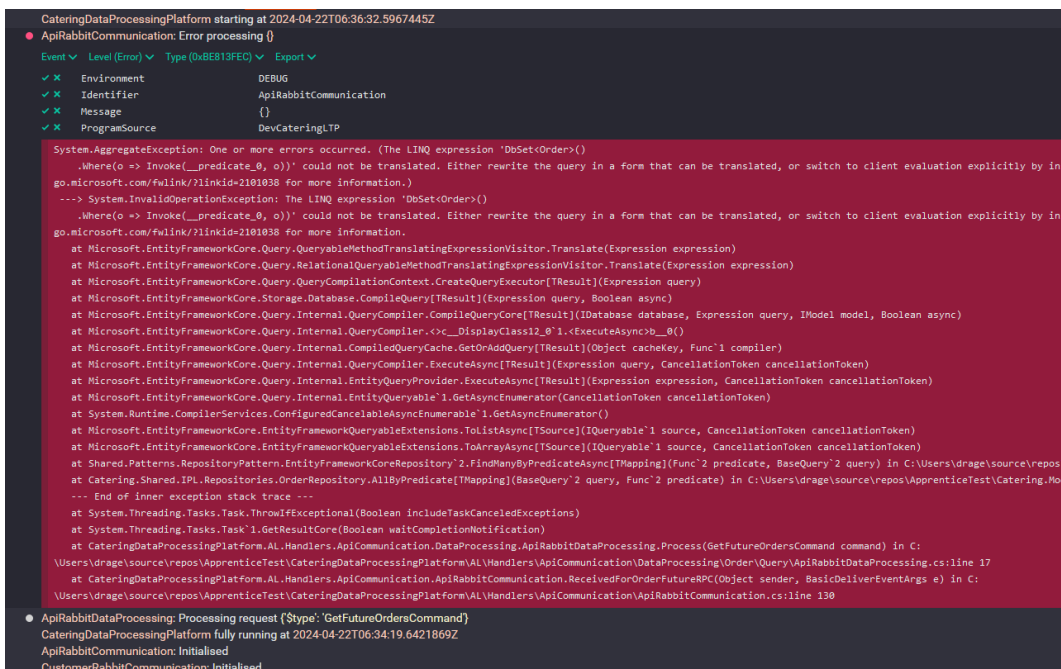 CateringDataProcessingPlatform starting at 2024-04-22T06:36:32.5967445Z
ApiRabbitCommunication: Error processing {}
Event Level (Error) Type (0xBE813FEC) Export
Environment DEBUG
Identifier ApiRabbitCommunication
Message {}
ProgramSource DevCateringLTP
System.AggregateException: One or more errors occurred. (The LINQ expression 'DbSet<Order>()
.Where(o => Invoke(__predicate_0, o))' could not be translated. Either rewrite the query in a form that can be translated, or switch to client evaluation explicitly by in
go.microsoft.com/fwlink/?linkid=2101038 for more information.)
---> System.InvalidOperationException: The LINQ expression 'DbSet<Order>()
.Where(o => Invoke(__predicate_0, o))' could not be translated. Either rewrite the query in a form that can be translated, or switch to client evaluation explicitly by in
go.microsoft.com/fwlink/?linkid=2101038 for more information.
at Microsoft.EntityFrameworkCore.Query.QueryableMethodTranslatingExpressionVisitor.Translate(Expression expression)
at Microsoft.EntityFrameworkCore.Query.RelationalQueryableMethodTranslatingExpressionVisitor.Translate(Expression expression)
at Microsoft.EntityFrameworkCore.Query.QueryCompilationContext.CreateQueryExecutor[TResult](Expression query)
at Microsoft.EntityFrameworkCore.Storage.Database.CompileQuery[TResult](Expression query, Boolean async)
at Microsoft.EntityFrameworkCore.Query.Internal.QueryCompiler.CompileQueryCore[TResult](IDatabase database, Expression query, IModel model, Boolean async)
at Microsoft.EntityFrameworkCore.Query.Internal.QueryCompiler.<>c__DisplayClass12_0`1.<ExecuteAsync>b__0()
at Microsoft.EntityFrameworkCore.Query.Internal.CompiledQueryCache.GetOrAddQuery[TResult](Object cacheKey, Func`1 compiler)
at Microsoft.EntityFrameworkCore.Query.Internal.QueryCompiler.ExecuteAsync[TResult](Expression query, CancellationToken cancellationToken)
at Microsoft.EntityFrameworkCore.Query.Internal.EntityQueryProvider.ExecuteAsync[TResult](Expression expression, CancellationToken cancellationToken)
at Microsoft.EntityFrameworkCore.Query.Internal.EntityQueryable`1.GetAsyncEnumerator(CancellationToken cancellationToken)
at System.Runtime.CompilerServices.ConfiguredCancelableAsyncEnumerable`1.GetAsyncEnumerator()
at Microsoft.EntityFrameworkCore.EntityFrameworkQueryableExtensions.ToListAsync[TSource](IQueryable`1 source, CancellationToken cancellationToken)
at Microsoft.EntityFrameworkCore.EntityFrameworkQueryableExtensions.ToArrayAsync[TSource](IQueryable`1 source, CancellationToken cancellationToken)
at Shared.Patterns.RepositoryPattern.EntityFrameworkCoreRepository`2.FindManyByPredicateAsync[TMapping](Func`2 predicate, BaseQuery`2 query) in C:\Users\drage\source\repos
at Catering.Shared.IPL.Repositories.OrderRepository.AllByPredicate[TMapping](BaseQuery`2 query, Func`2 predicate) in C:\Users\drage\source\repos\ApprenticeTest\Catering.Mo
--- End of inner exception stack trace ---
at System.Threading.Tasks.Task.ThrowIfExceptional(Boolean includeTaskCanceledExceptions)
at System.Threading.Tasks.Task`1.GetResultCore(Boolean waitCompletionNotification)
at CateringDataProcessingPlatform.AL.Handlers.ApiCommunication.DataProcessing.ApiRabbitDataProcessing.Process(GetFutureOrdersCommand command) in C:
\Users\drage\source\repos\ApprenticeTest\CateringDataProcessingPlatform\AL\Handlers\ApiCommunication\DataProcessing\Order\Query\ApiRabbitDataProcessing.cs:line 17
at CateringDataProcessingPlatform.AL.Handlers.ApiCommunication.ApiRabbitCommunication.ReceivedForOrderFutureRPC(Object sender, BasicDeliverEventArgs e) in C:
\Users\drage\source\repos\ApprenticeTest\CateringDataProcessingPlatform\AL\Handlers\ApiCommunication\ApiRabbitCommunication.cs:line 130
ApiRabbitDataProcessing: Processing request {'$type': 'GetFutureOrdersCommand'}
CateringDataProcessingPlatform fully running at 2024-04-22T06:34:19.6421869Z
ApiRabbitCommunication: Initialised
CustomerRabbitCommunication: Initialised